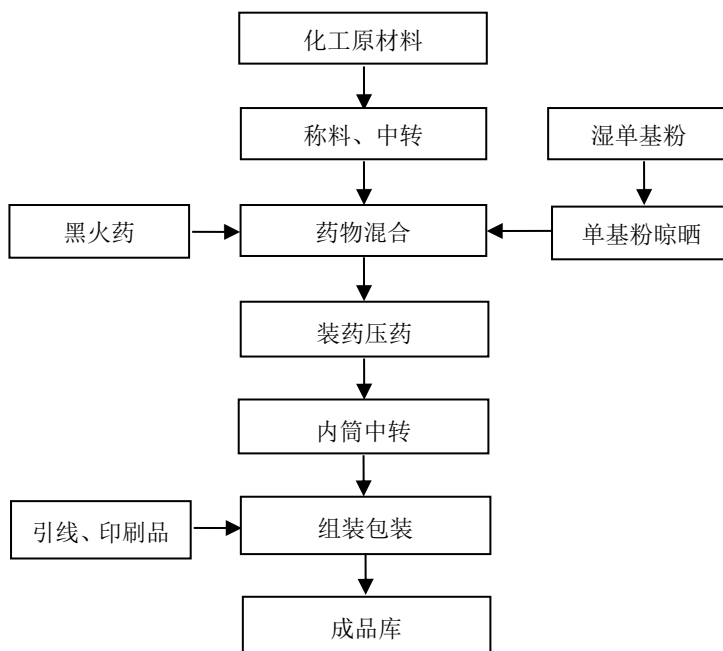 化工原材料
称料、中转
湿单基粉
黑火药
药物混合
单基粉晾晒
装药压药
内筒中转
引线、印刷品
组装包装
成品库